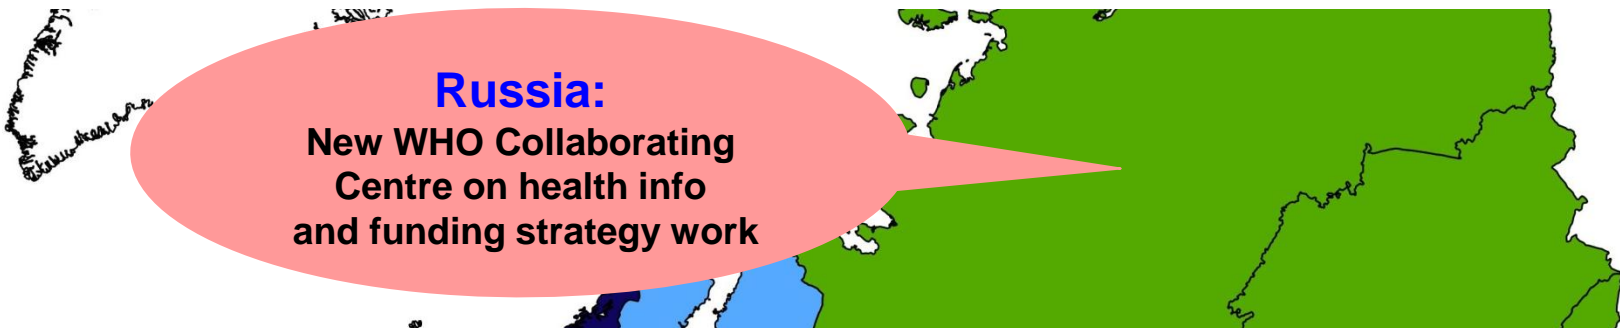 Russia:
New WHO Collaborating
Centre on health info
and funding strategy work